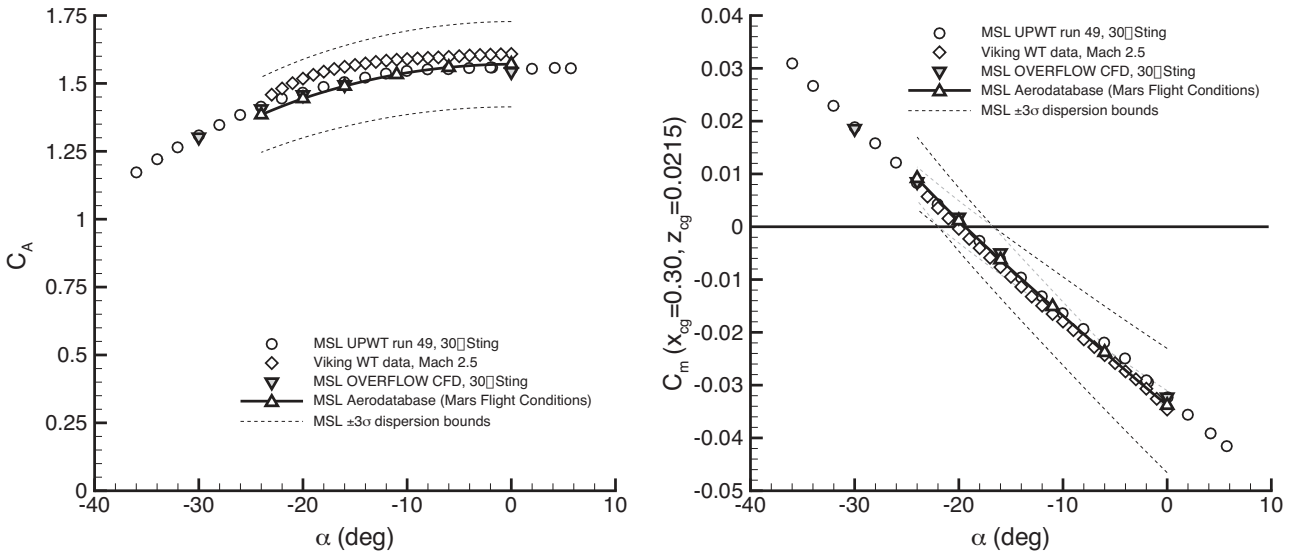 1.75
1.5
1.25
1
0.75
0.5
0.25
0
C_A
-40
-30
-20
-10
0
10
α (deg)
MSL UPWT run 49, 30▯Sting
Viking WT data, Mach 2.5
MSL OVERFLOW CFD, 30▯Sting
MSL Aerodatabase (Mars Flight Conditions)
MSL ±3σ dispersion bounds
0.04
0.03
0.02
0.01
0
-0.01
-0.02
-0.03
-0.04
-0.05
C_m (x_cg=0.30, z_cg=0.0215)
-40
-30
-20
-10
0
10
α (deg)
MSL UPWT run 49, 30▯Sting
Viking WT data, Mach 2.5
MSL OVERFLOW CFD, 30▯Sting
MSL Aerodatabase (Mars Flight Conditions)
MSL ±3σ dispersion bounds